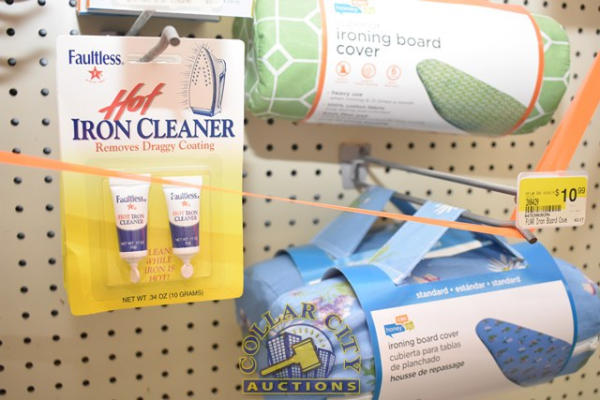 Faultless
Hot
IRON CLEANER
Removes Draggy Coating
Faultless
HOT IRON
CLEANER
Faultless
HOT IRON
CLEANER
CLEAN
WHILE
IRON IS
HOT!
NET WT .34 OZ (10 GRAMS)
ironing board
cover
heavy use
$10.99
standard • estándar • standard
honey
ironing board cover
cubierta para tablas
de planchado
housse de repassage
COLLAR CITY
AUCTIONS